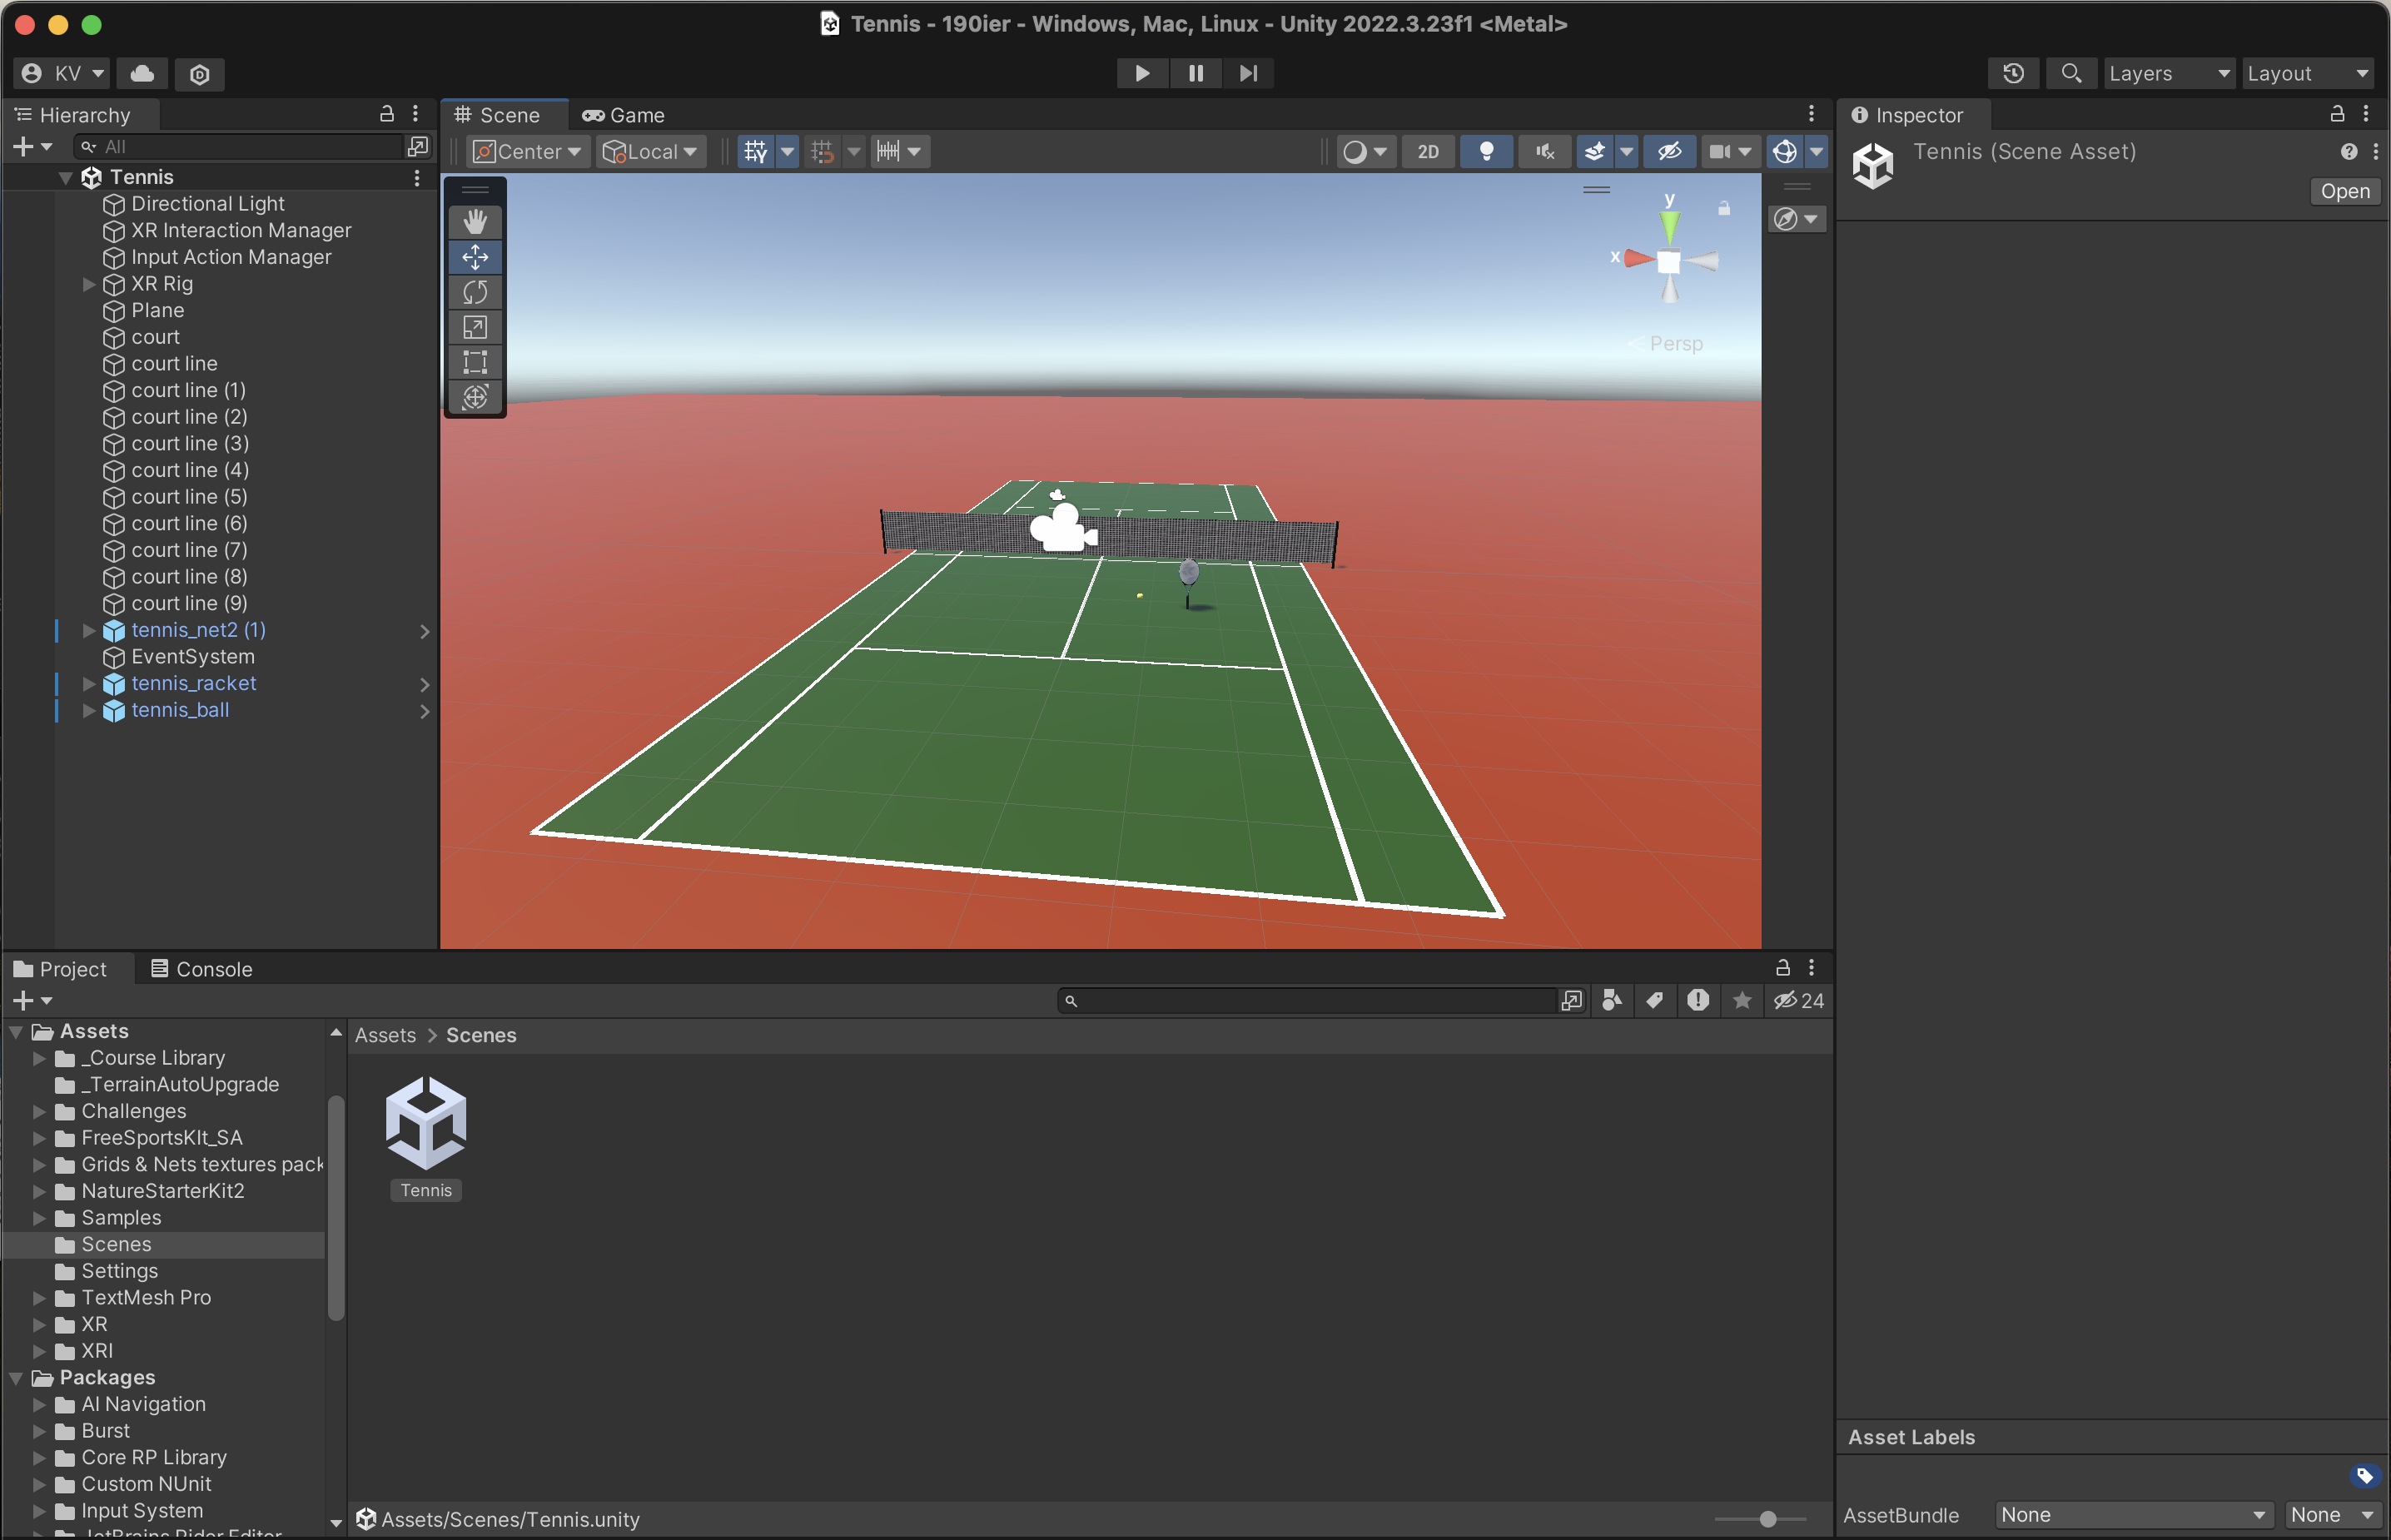 Tennis - 190ier - Windows, Mac, Linux - Unity 2022.3.23f1 <Metal>
KV
Layers
Layout
Hierarchy
All
Tennis
Directional Light
XR Interaction Manager
Input Action Manager
XR Rig
Plane
court
court line
court line (1)
court line (2)
court line (3)
court line (4)
court line (5)
court line (6)
court line (7)
court line (8)
court line (9)
tennis_net2 (1)
EventSystem
tennis_racket
tennis_ball
Scene
Game
Center
Local
2D
y
x
Persp
Inspector
Tennis (Scene Asset)
Open
Project
Console
24
Assets
_Course Library
_TerrainAutoUpgrade
Challenges
FreeSportsKIt_SA
Grids & Nets textures pack
NatureStarterKit2
Samples
Scenes
Settings
TextMesh Pro
XR
XRI
Packages
AI Navigation
Burst
Core RP Library
Custom NUnit
Input System
JetBrains Rider Editor
Assets > Scenes
Tennis
Assets/Scenes/Tennis.unity
Asset Labels
AssetBundle
None
None